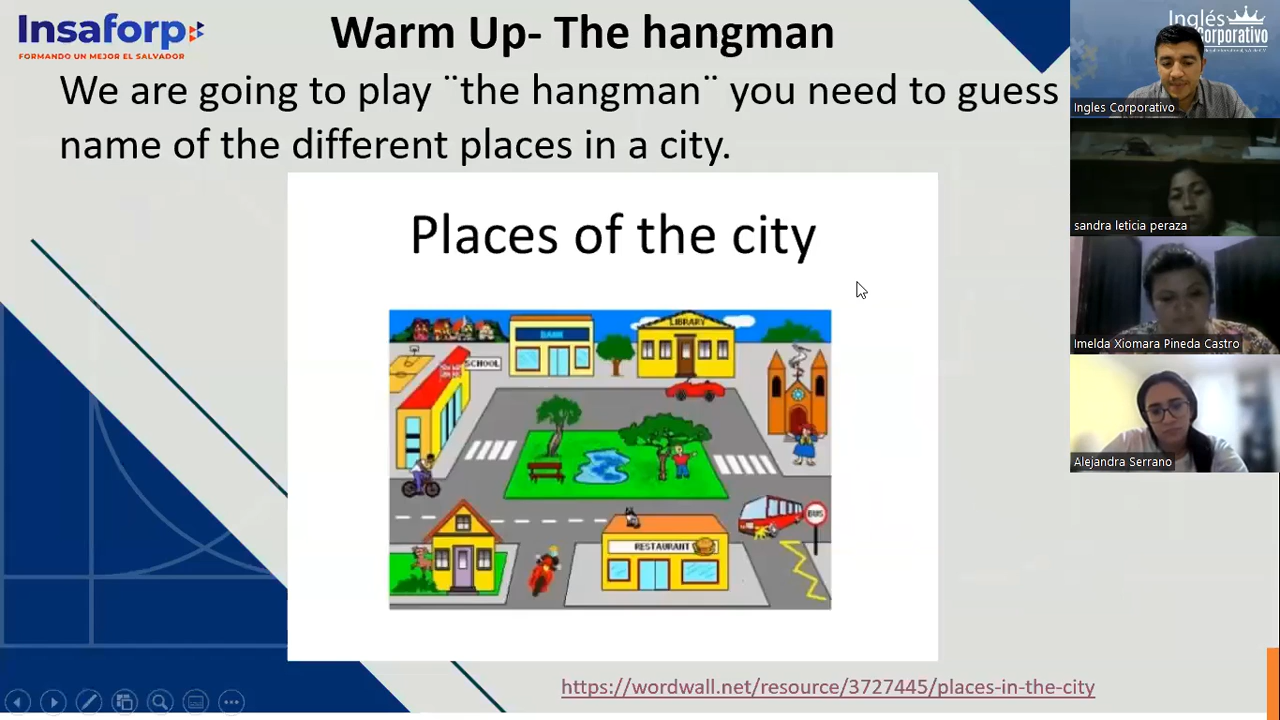 Insaforp
FORMANDO UN MEJOR EL SALVADOR
Warm Up- The hangman
We are going to play ¨the hangman¨ you need to guess
name of the different places in a city.
Places of the city
BANK
LIBRARY
SCHOOL
RESTAURANT
BUS
https://wordwall.net/resource/3727445/places-in-the-city
Inglés
Corporativo
Ingles Corporativo
sandra leticia peraza
Imelda Xiomara Pineda Castro
Alejandra Serrano